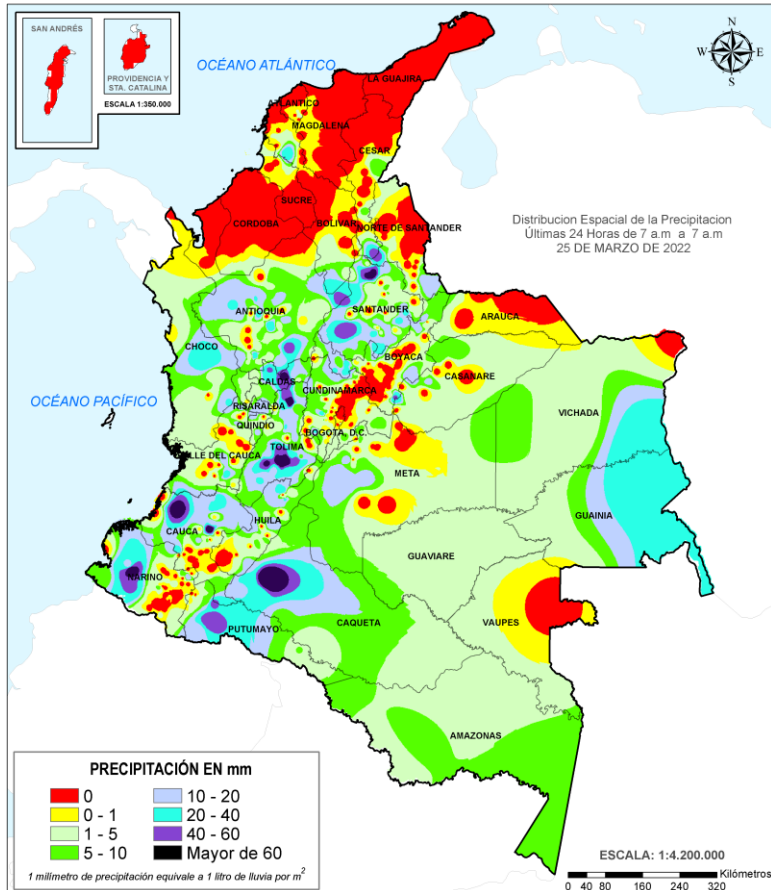 SAN ANDRÉS
PROVIDENCIA Y
STA. CATALINA
ESCALA 1:350.000
OCÉANO ATLÁNTICO
N
W
E
S
LA GUAJIRA
ATLANTICO
MAGDALENA
CESAR
Distribucion Espacial de la Precipitacion
Últimas 24 Horas de 7 a.m a 7 a.m
25 DE MARZO DE 2022
SUCRE
CORDOBA
BOLIVAR
NORTE DE SANTANDER
ANTIOQUIA
SANTANDER
ARAUCA
CHOCO
BOYACA
CASANARE
CALDAS
CUNDINAMARCA
OCÉANO PACÍFICO
RISARALDA
VICHADA
QUINDIO
BOGOTA, D.C.
TOLIMA
VALLE DEL CAUCA
META
GUAINIA
HUILA
CAUCA
GUAVIARE
NARIÑO
CAQUETA
VAUPES
PUTUMAYO
AMAZONAS
PRECIPITACIÓN EN mm
0
10 - 20
0 - 1
20 - 40
1 - 5
40 - 60
5 - 10
Mayor de 60
1 milímetro de precipitación equivale a 1 litro de lluvia por m²
ESCALA: 1:4.200.000
Kilómetros
0 40 80 160 240 320